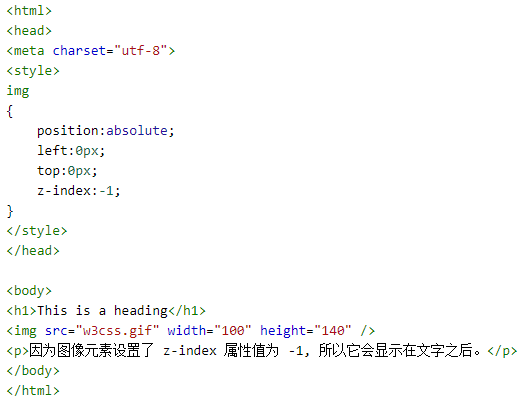 <html>
<head>
<meta charset="utf-8">
<style>
img
{
    position:absolute;
    left:0px;
    top:0px;
    z-index:-1;
}
</style>
</head>

<body>
<h1>This is a heading</h1>
<img src="w3css.gif" width="100" height="140" />
<p>因为图像元素设置了 z-index 属性值为 -1, 所以它会显示在文字之后。</p>
</body>
</html>